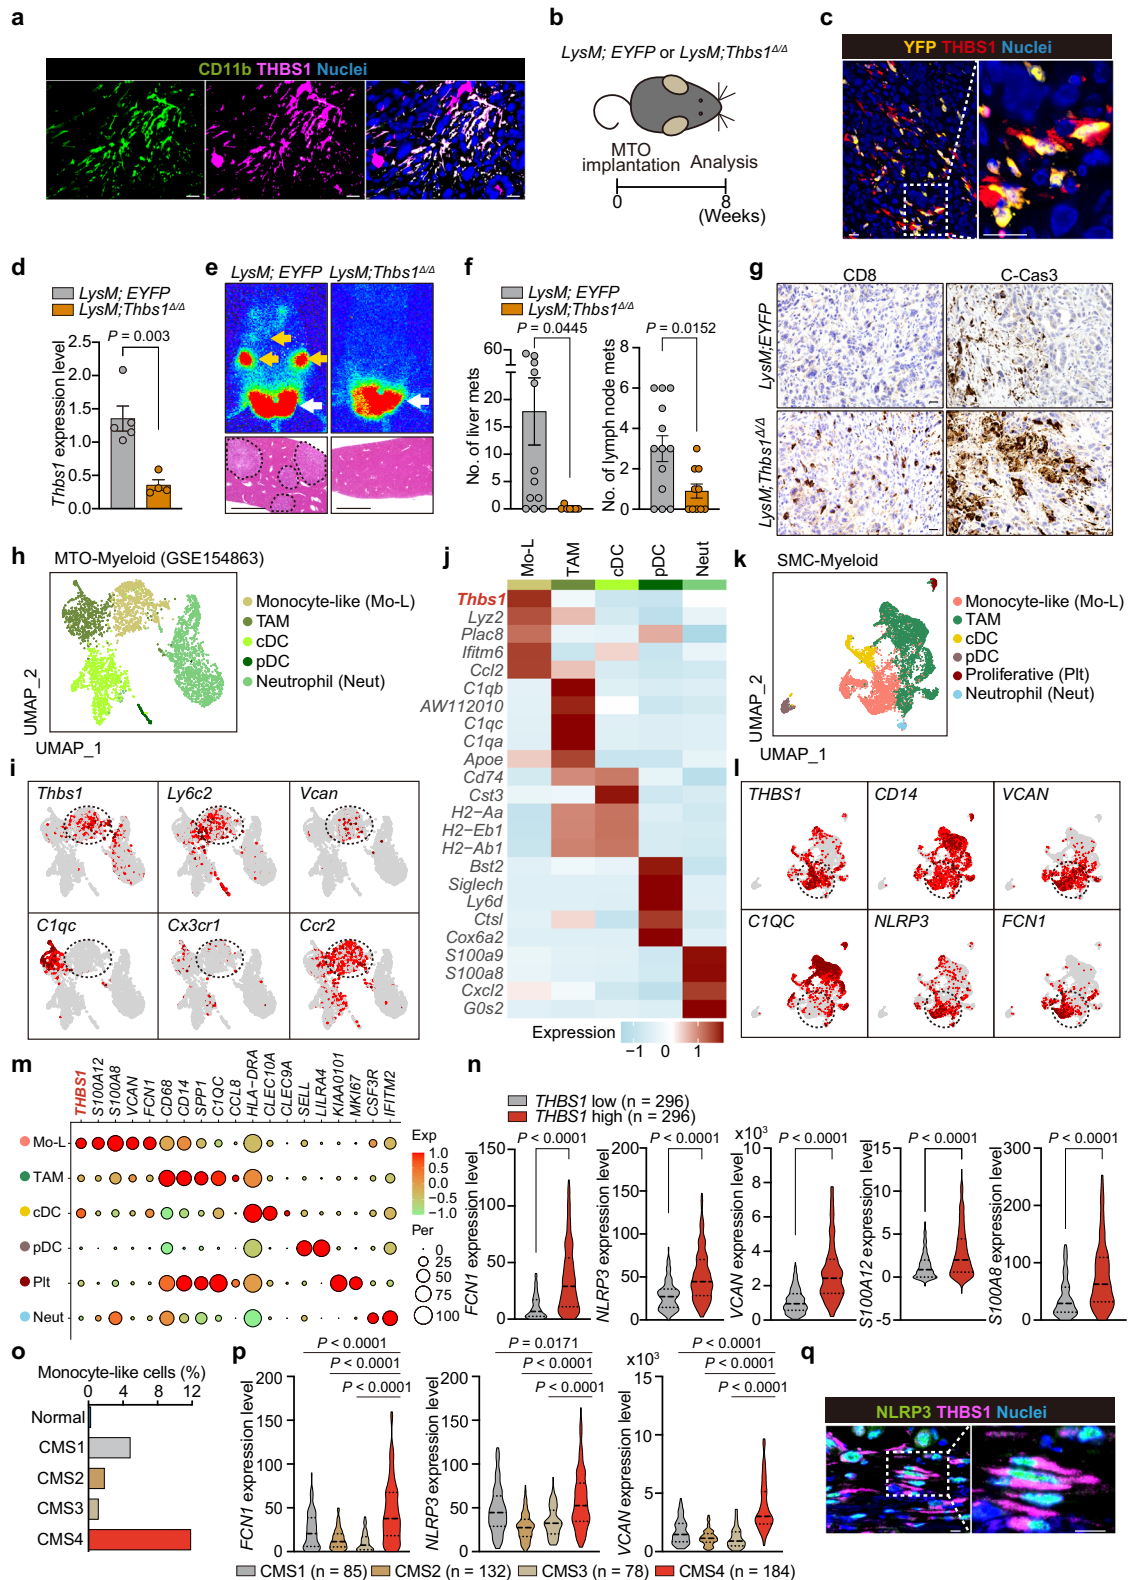 a
CD11b THBS1 Nuclei
b
LysM; EYFP or LysM;Thbs1Δ/Δ
MTO implantation
Analysis
0
8
(Weeks)
c
YFP THBS1 Nuclei
d
LysM; EYFP
LysM;Thbs1Δ/Δ
P = 0.003
Thbs1 expression level
2.5
2.0
1.5
1.0
0.5
0.0
e
LysM; EYFP LysM;Thbs1Δ/Δ
f
LysM; EYFP
LysM;Thbs1Δ/Δ
P = 0.0445
No. of liver mets
60
30
20
15
10
5
0
P = 0.0152
No. of lymph node mets
8
6
4
2
0
g
CD8
C-Cas3
LysM;EYFP
LysM;Thbs1Δ/Δ
h
MTO-Myeloid (GSE154863)
Monocyte-like (Mo-L)
TAM
cDC
pDC
Neutrophil (Neut)
UMAP_2
UMAP_1
i
Thbs1
Ly6c2
Vcan
C1qc
Cx3cr1
Ccr2
j
Mo-L
TAM
cDC
pDC
Neut
Thbs1
Lyz2
Plac8
Ifitm6
Ccl2
C1qb
AW112010
C1qc
C1qa
Apoe
Cd74
Cst3
H2−Aa
H2−Eb1
H2−Ab1
Bst2
Siglech
Ly6d
Ctsl
Cox6a2
S100a9
S100a8
Cxcl2
G0s2
Expression
−1 0 1
k
SMC-Myeloid
Monocyte-like (Mo-L)
TAM
cDC
pDC
Proliferative (Plt)
Neutrophil (Neut)
UMAP_2
UMAP_1
l
THBS1
CD14
VCAN
C1QC
NLRP3
FCN1
m
THBS1
S100A12
S100A8
VCAN
FCN1
CD68
CD14
SPP1
C1QC
CCL8
HLA−DRA
CLEC10A
CLEC9A
SELL
LILRA4
KIAA0101
MKI67
CSF3R
IFITM2
Mo-L
TAM
cDC
pDC
Plt
Neut
Exp
1.0
0.5
0.0
−0.5
−1.0
Per
0
25
50
75
100
n
THBS1 low (n = 296)
THBS1 high (n = 296)
P < 0.0001
FCN1 expression level
150
100
50
0
P < 0.0001
NLRP3 expression level
200
150
100
50
0
P < 0.0001
x10³
VCAN expression level
10
8
6
4
2
0
P < 0.0001
S100A12 expression level
15
10
5
0
-5
P < 0.0001
S100A8 expression level
300
200
100
0
o
Monocyte-like cells (%)
0 4 8 12
Normal
CMS1
CMS2
CMS3
CMS4
p
P < 0.0001
P < 0.0001
P < 0.0001
FCN1 expression level
200
150
100
50
0
P = 0.0171
P < 0.0001
P < 0.0001
NLRP3 expression level
200
150
100
50
0
P < 0.0001
P < 0.0001
P < 0.0001
x10³
VCAN expression level
15
10
5
0
CMS1 (n = 85) CMS2 (n = 132) CMS3 (n = 78) CMS4 (n = 184)
q
NLRP3 THBS1 Nuclei